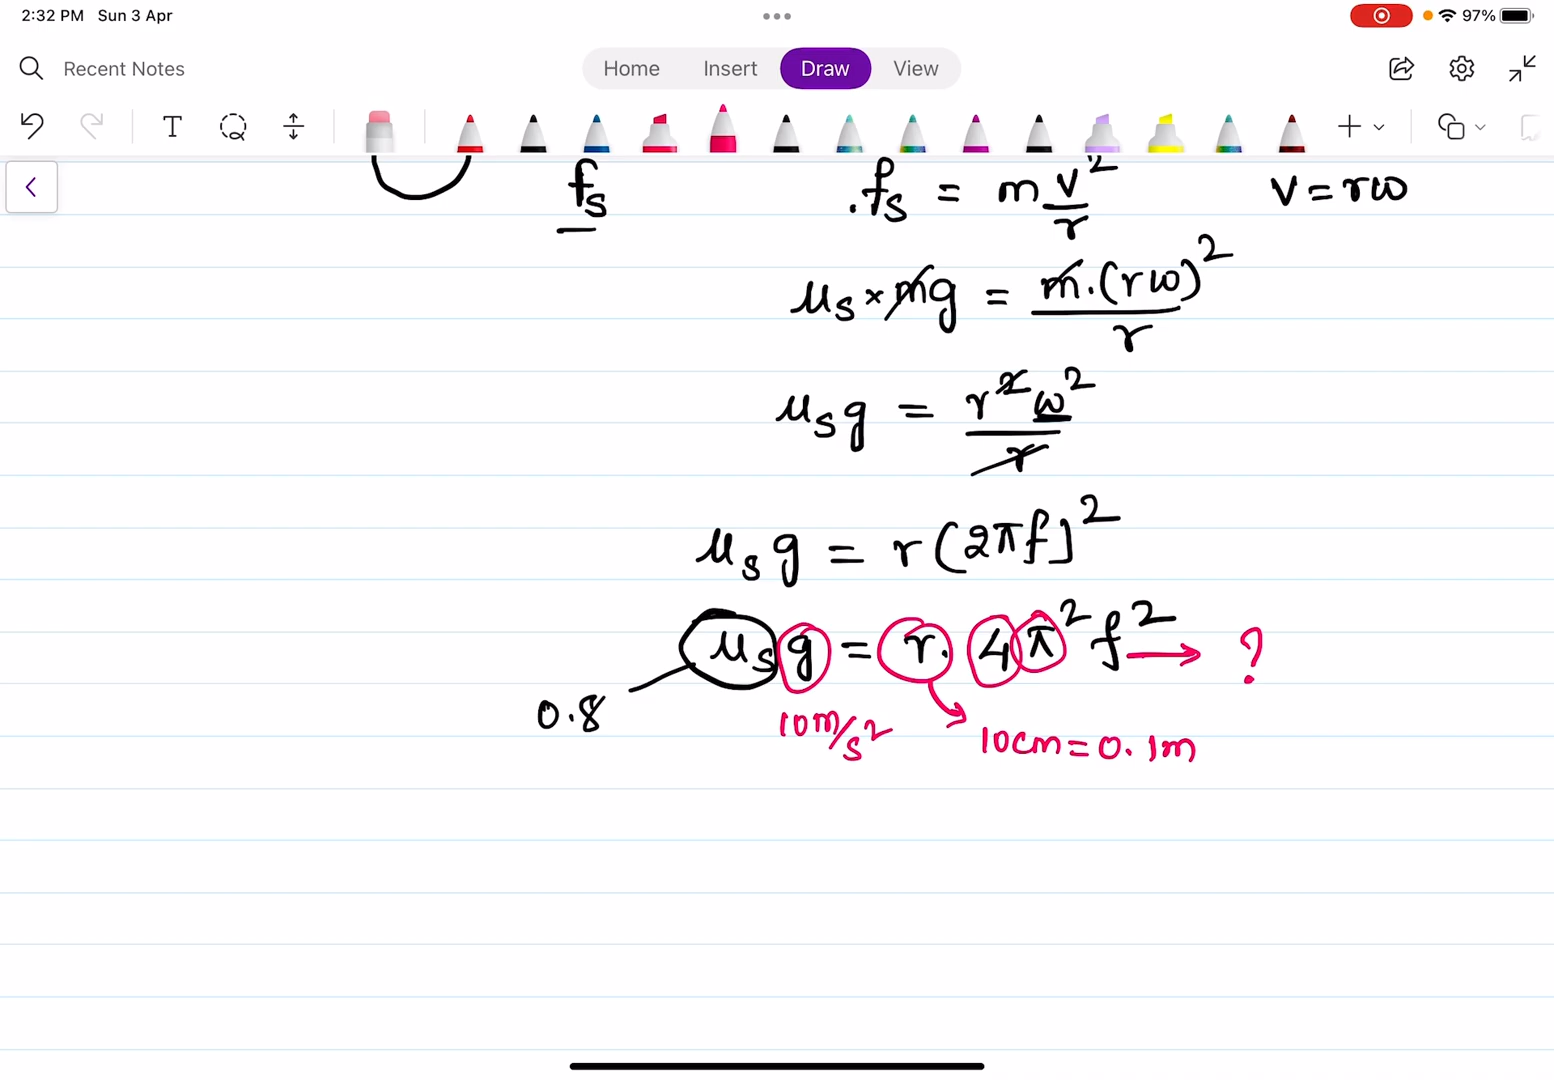 2:32 PM Sun 3 Apr
97%
Recent Notes
Home Insert Draw View
T
fs
.fs = m v²/r
v = rω
μs × mg = m.(rω)²/r
μs g = r²ω²/r
μs g = r(2πf]²
μs g = r. 4π² f² → ?
0.8
10m/s²
10cm = 0.1m